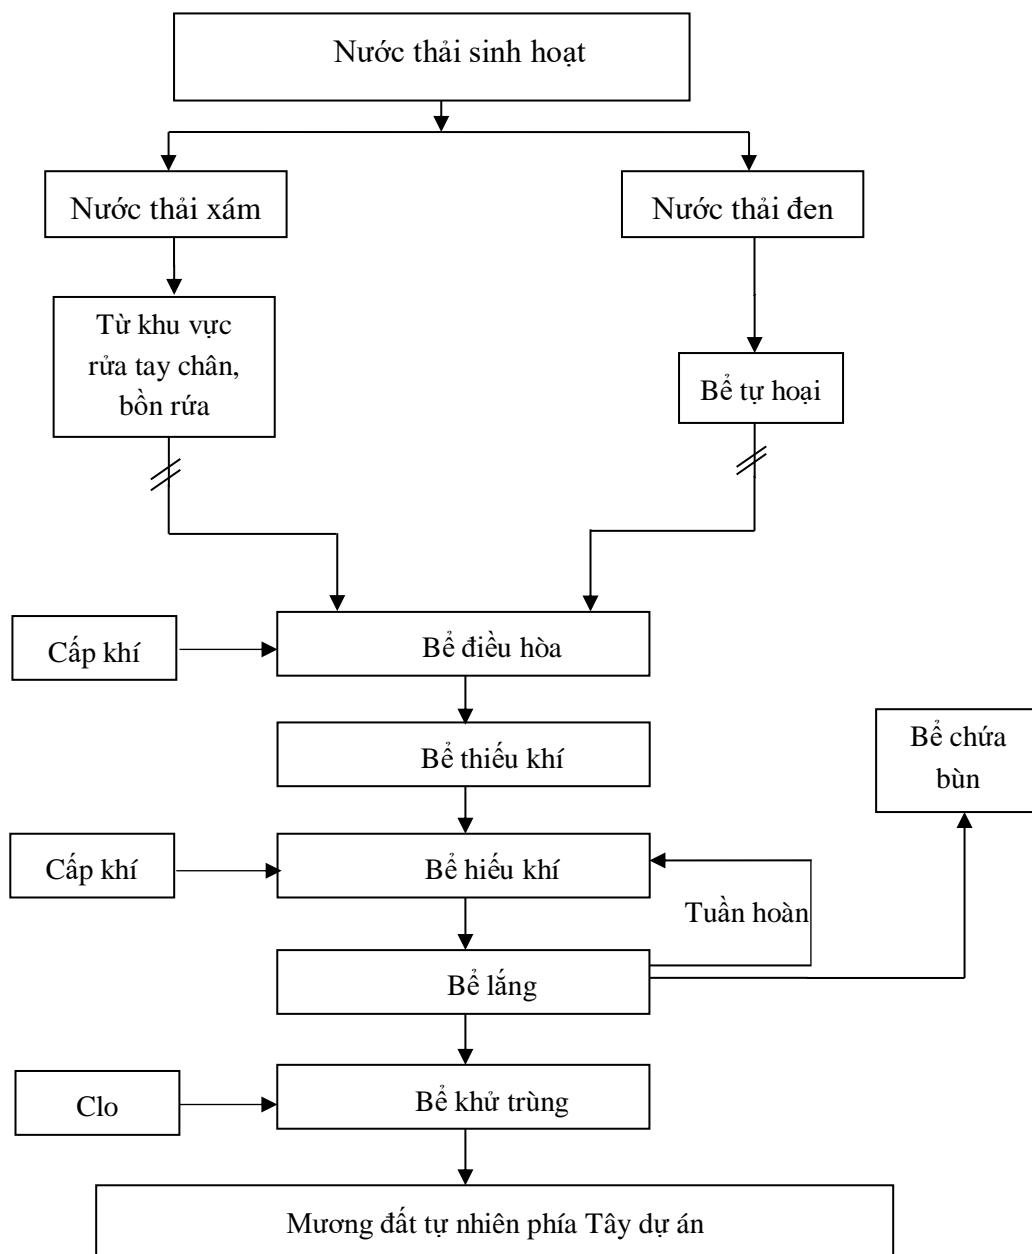 Nước thải sinh hoạt
Nước thải xám
Nước thải đen
Từ khu vực
rửa tay chân,
bồn rứa
Bể tự hoại
Cấp khí
Bể điều hòa
Bể thiếu khí
Bể chứa
bùn
Cấp khí
Bể hiếu khí
Tuần hoàn
Bể lắng
Clo
Bể khử trùng
Mương đất tự nhiên phía Tây dự án